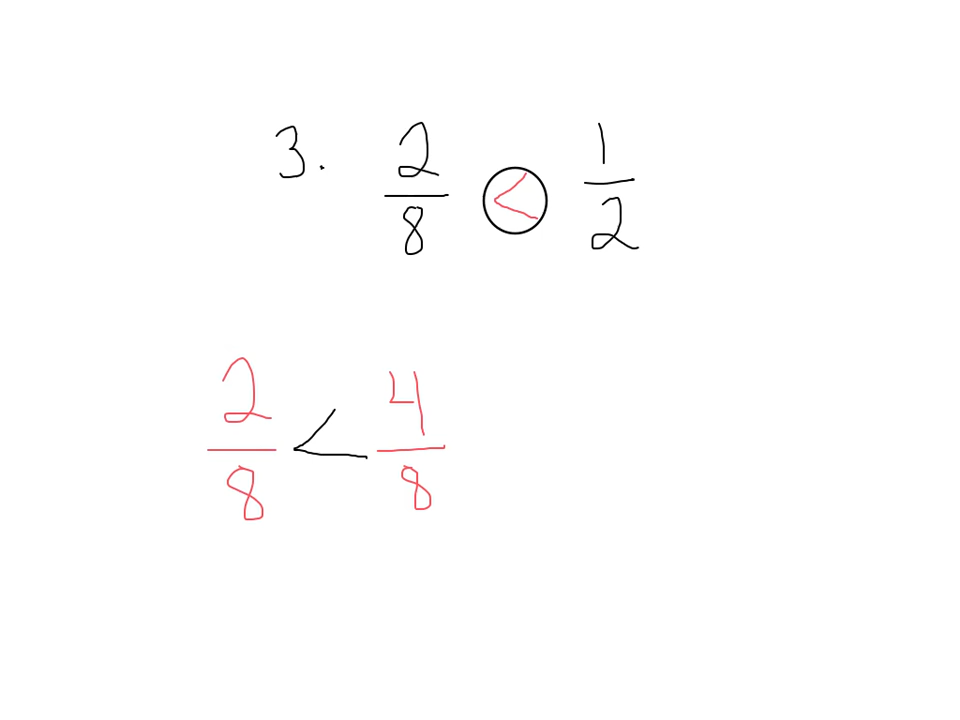 3. 2/8 < 1/2
2/8 < 4/8